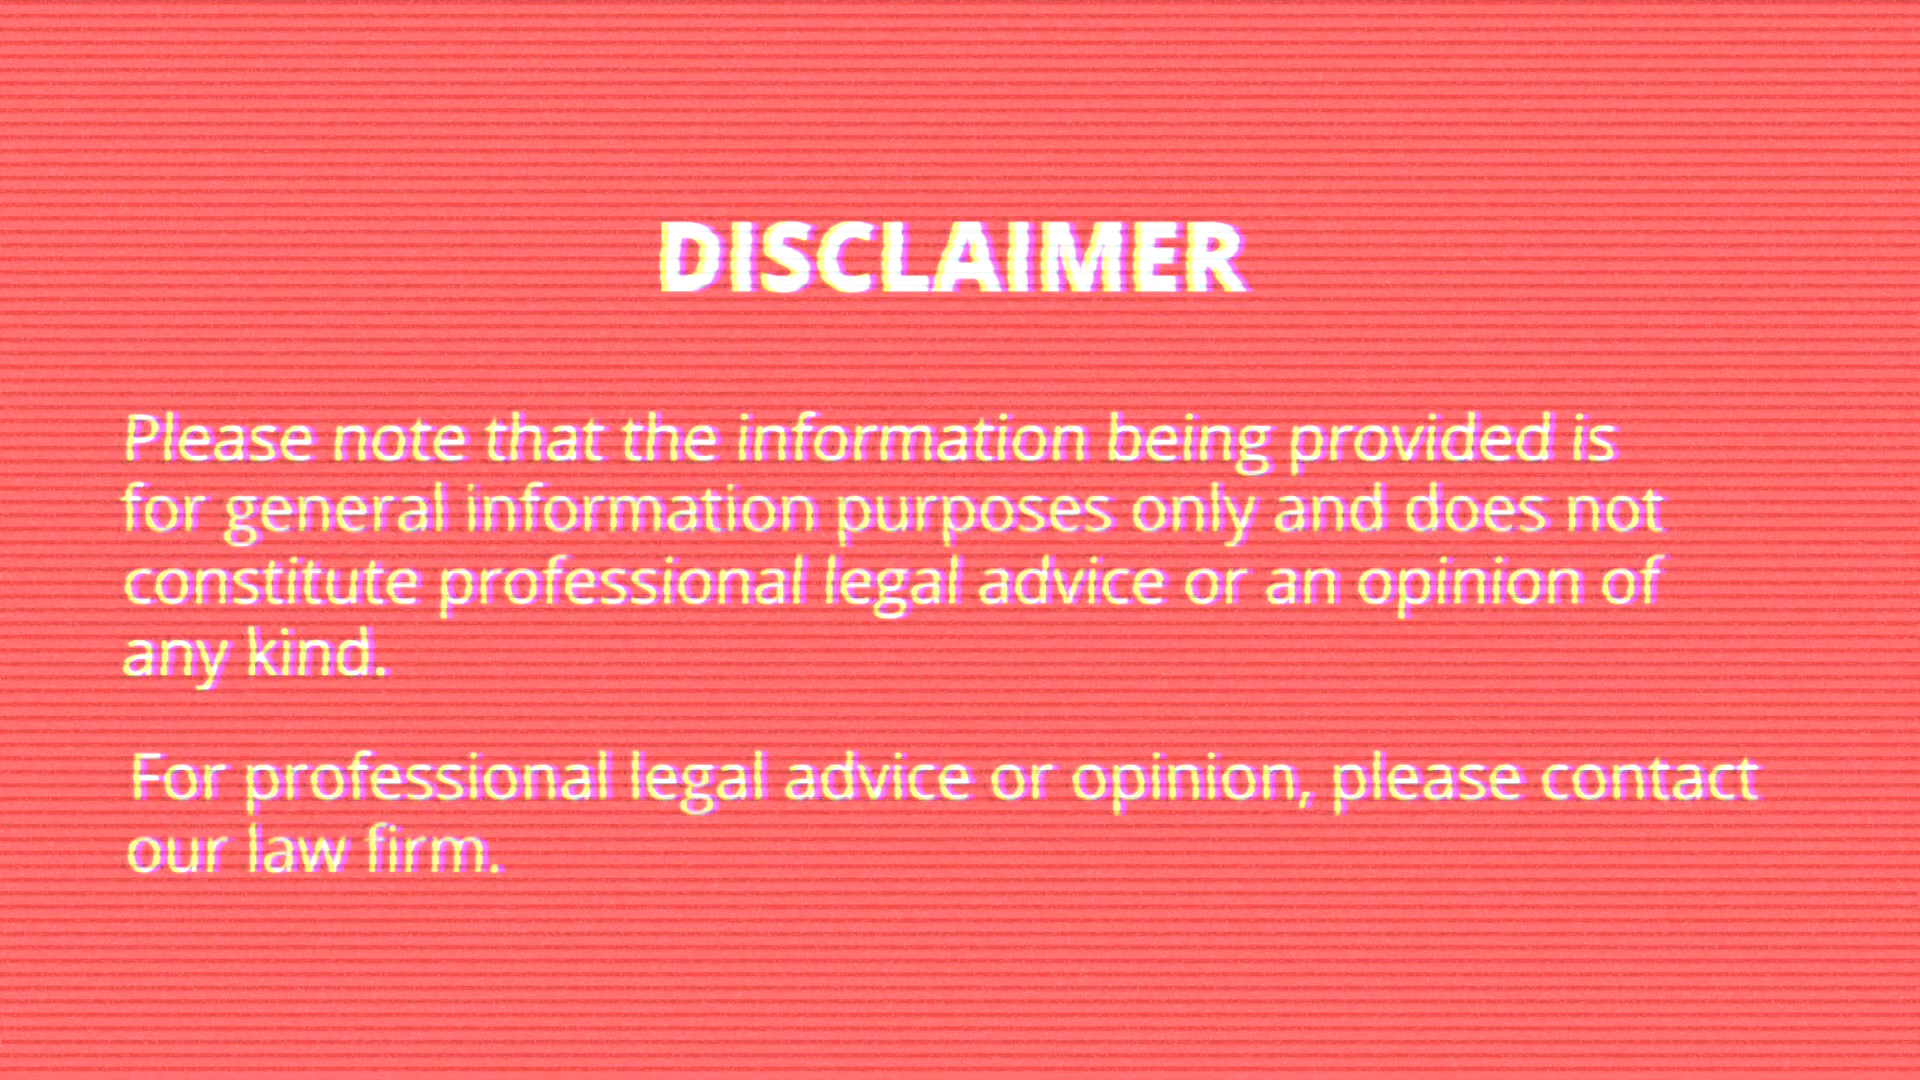 DISCLAIMER
Please note that the information being provided is
for general information purposes only and does not
constitute professional legal advice or an opinion of
any kind.
For professional legal advice or opinion, please contact
our law firm.